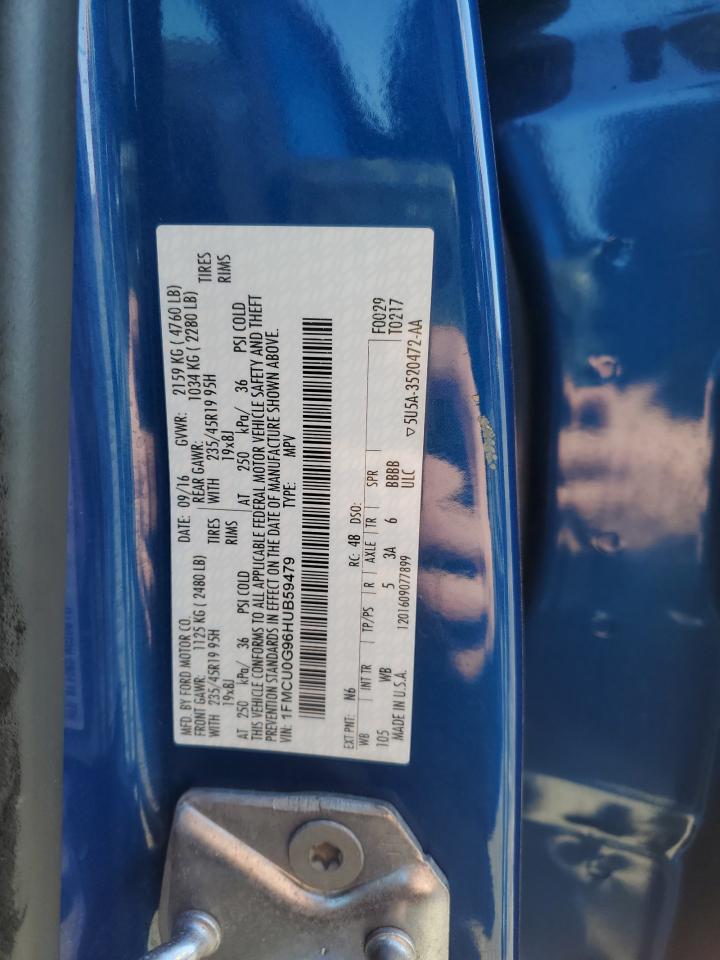 MFD. BY FORD MOTOR CO. DATE: 09/16 GVWR: 2159 KG ( 4760 LB)
FRONT GAWR: 1125 KG ( 2480 LB) REAR GAWR: 1034 KG ( 2280 LB)
WITH 235/45R19 95H TIRES WITH 235/45R19 95H TIRES
19x8J RIMS 19x8J RIMS
AT 250 kPa/ 36 PSI COLD AT 250 kPa/ 36 PSI COLD
THIS VEHICLE CONFORMS TO ALL APPLICABLE FEDERAL MOTOR VEHICLE SAFETY AND THEFT
PREVENTION STANDARDS IN EFFECT ON THE DATE OF MANUFACTURE SHOWN ABOVE.
VIN: 1FMCU0G96HUB59479 TYPE: MPV
EXT PNT: N6 RC: 4B DSO:
WB INT TR TP/PS R AXLE TR SPR F0029
105 WB 5 3A 6 BBBB T0217
MADE IN U.S.A. 1201609077899 ULC
▽5U5A-3520472-AA